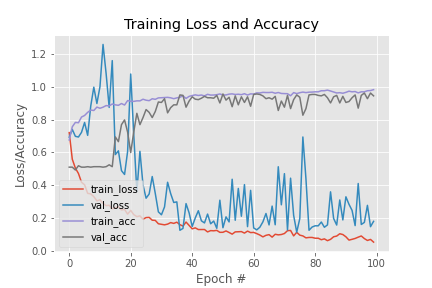 Training Loss and Accuracy
Loss/Accuracy
1.2
1.0
0.8
0.6
0.4
0.2
0.0
train_loss
val_loss
train_acc
val_acc
0 20 40 60 80 100
Epoch #